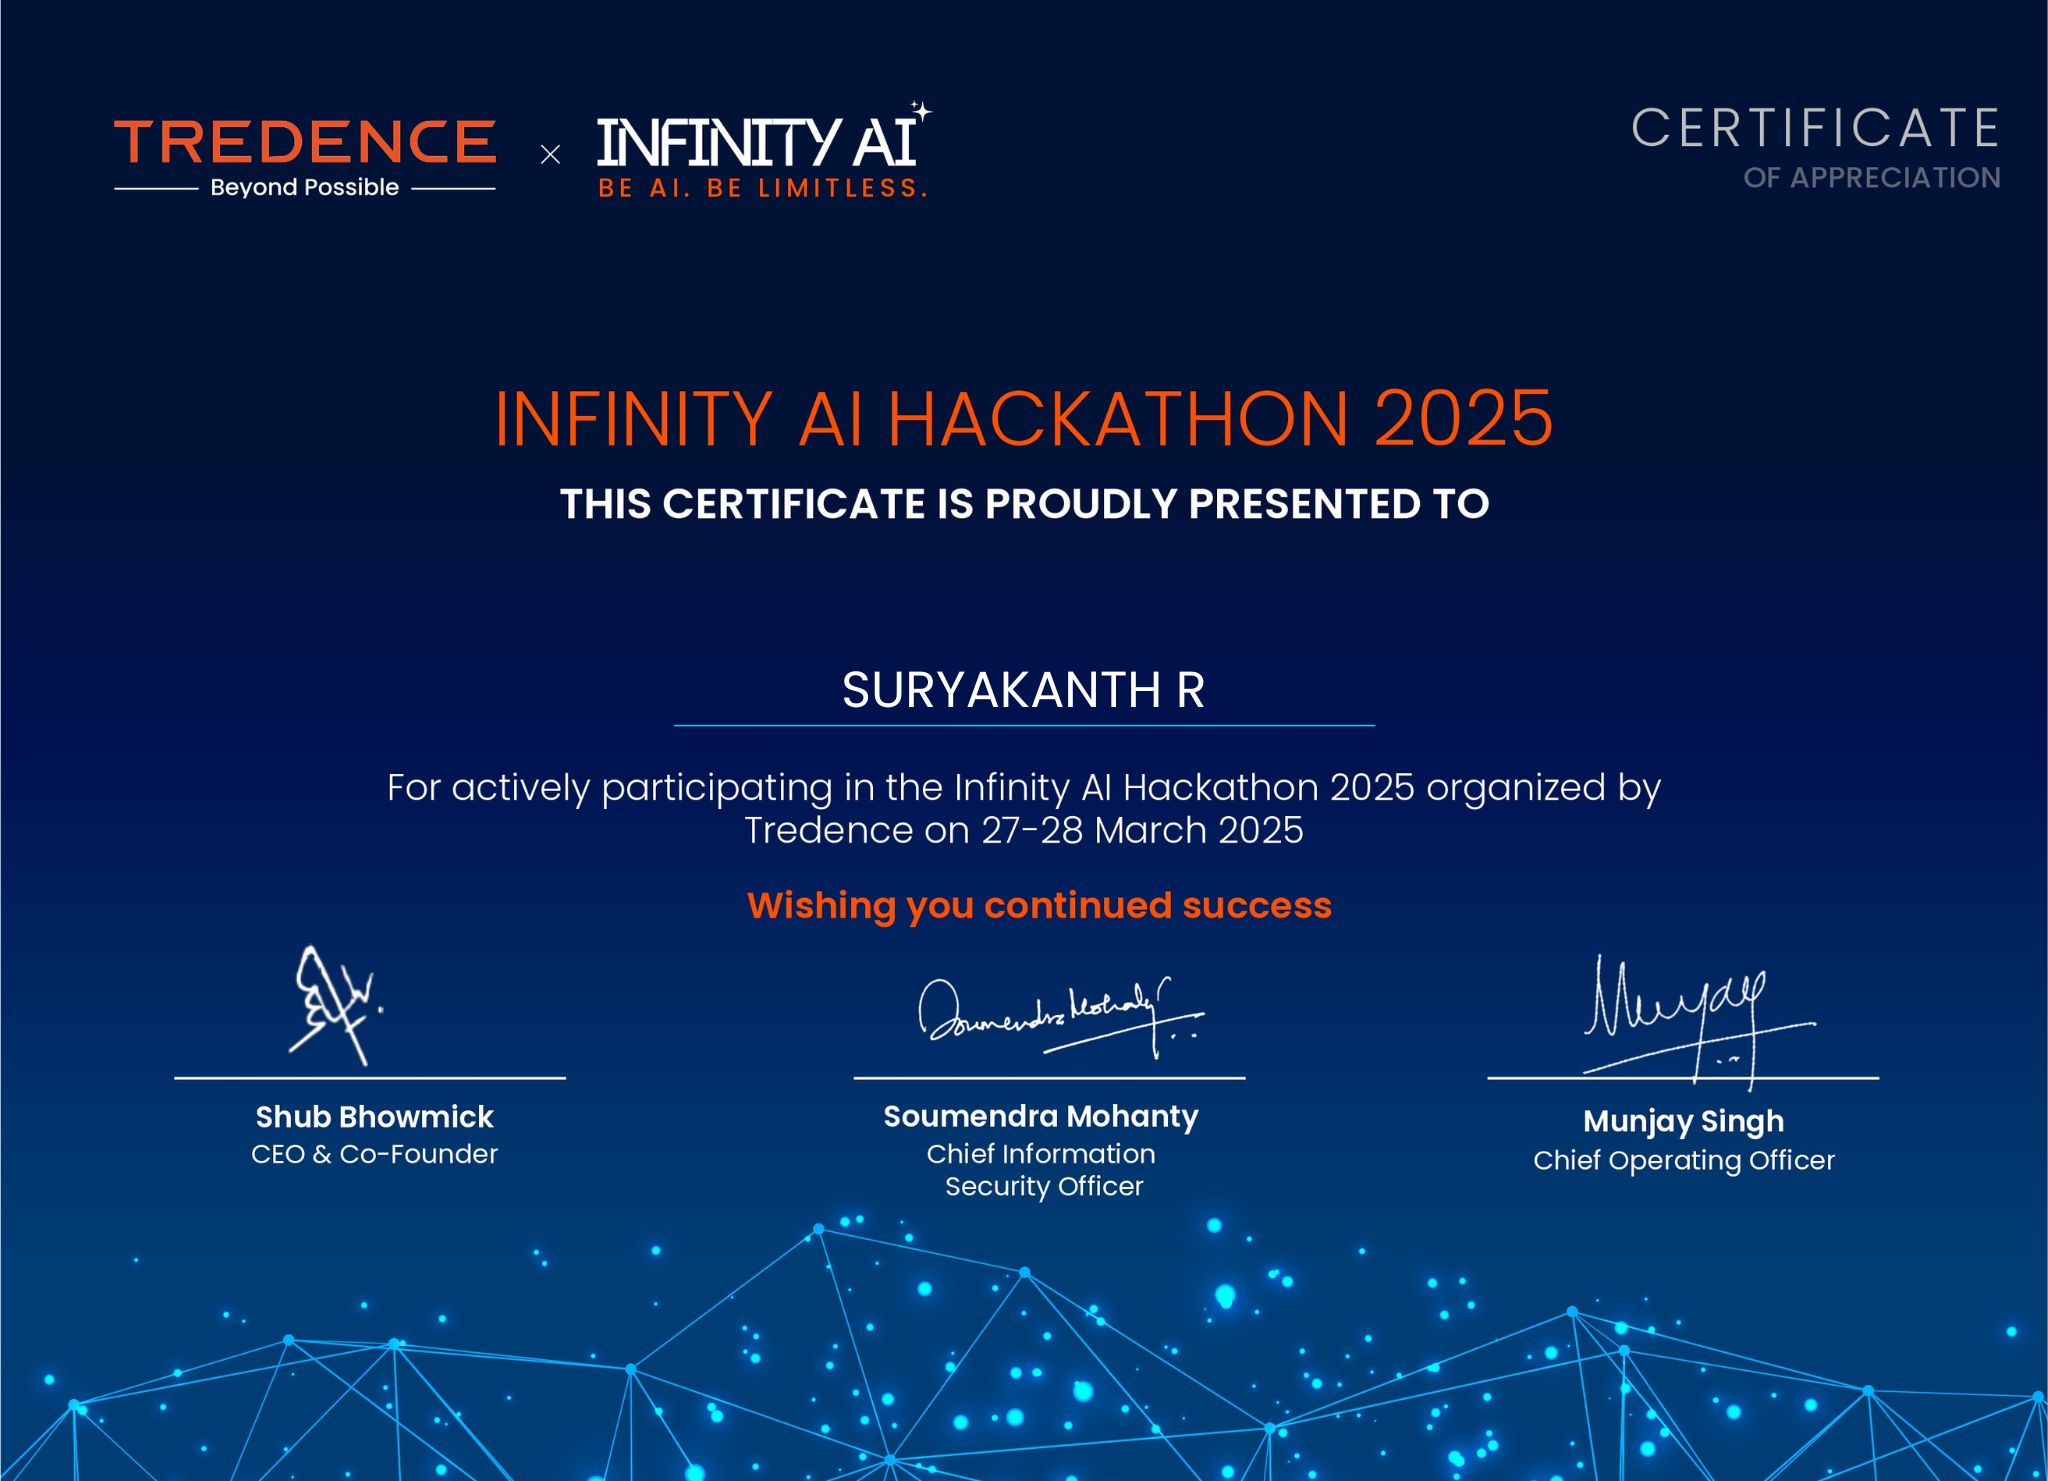 TREDENCE
Beyond Possible
×
INFINITY AI
BE AI. BE LIMITLESS.
CERTIFICATE
OF APPRECIATION
INFINITY AI HACKATHON 2025
THIS CERTIFICATE IS PROUDLY PRESENTED TO
SURYAKANTH R
For actively participating in the Infinity AI Hackathon 2025 organized by
Tredence on 27-28 March 2025
Wishing you continued success
Soumendra Mohanty
Munjay
Shub Bhowmick
CEO & Co-Founder
Soumendra Mohanty
Chief Information
Security Officer
Munjay Singh
Chief Operating Officer